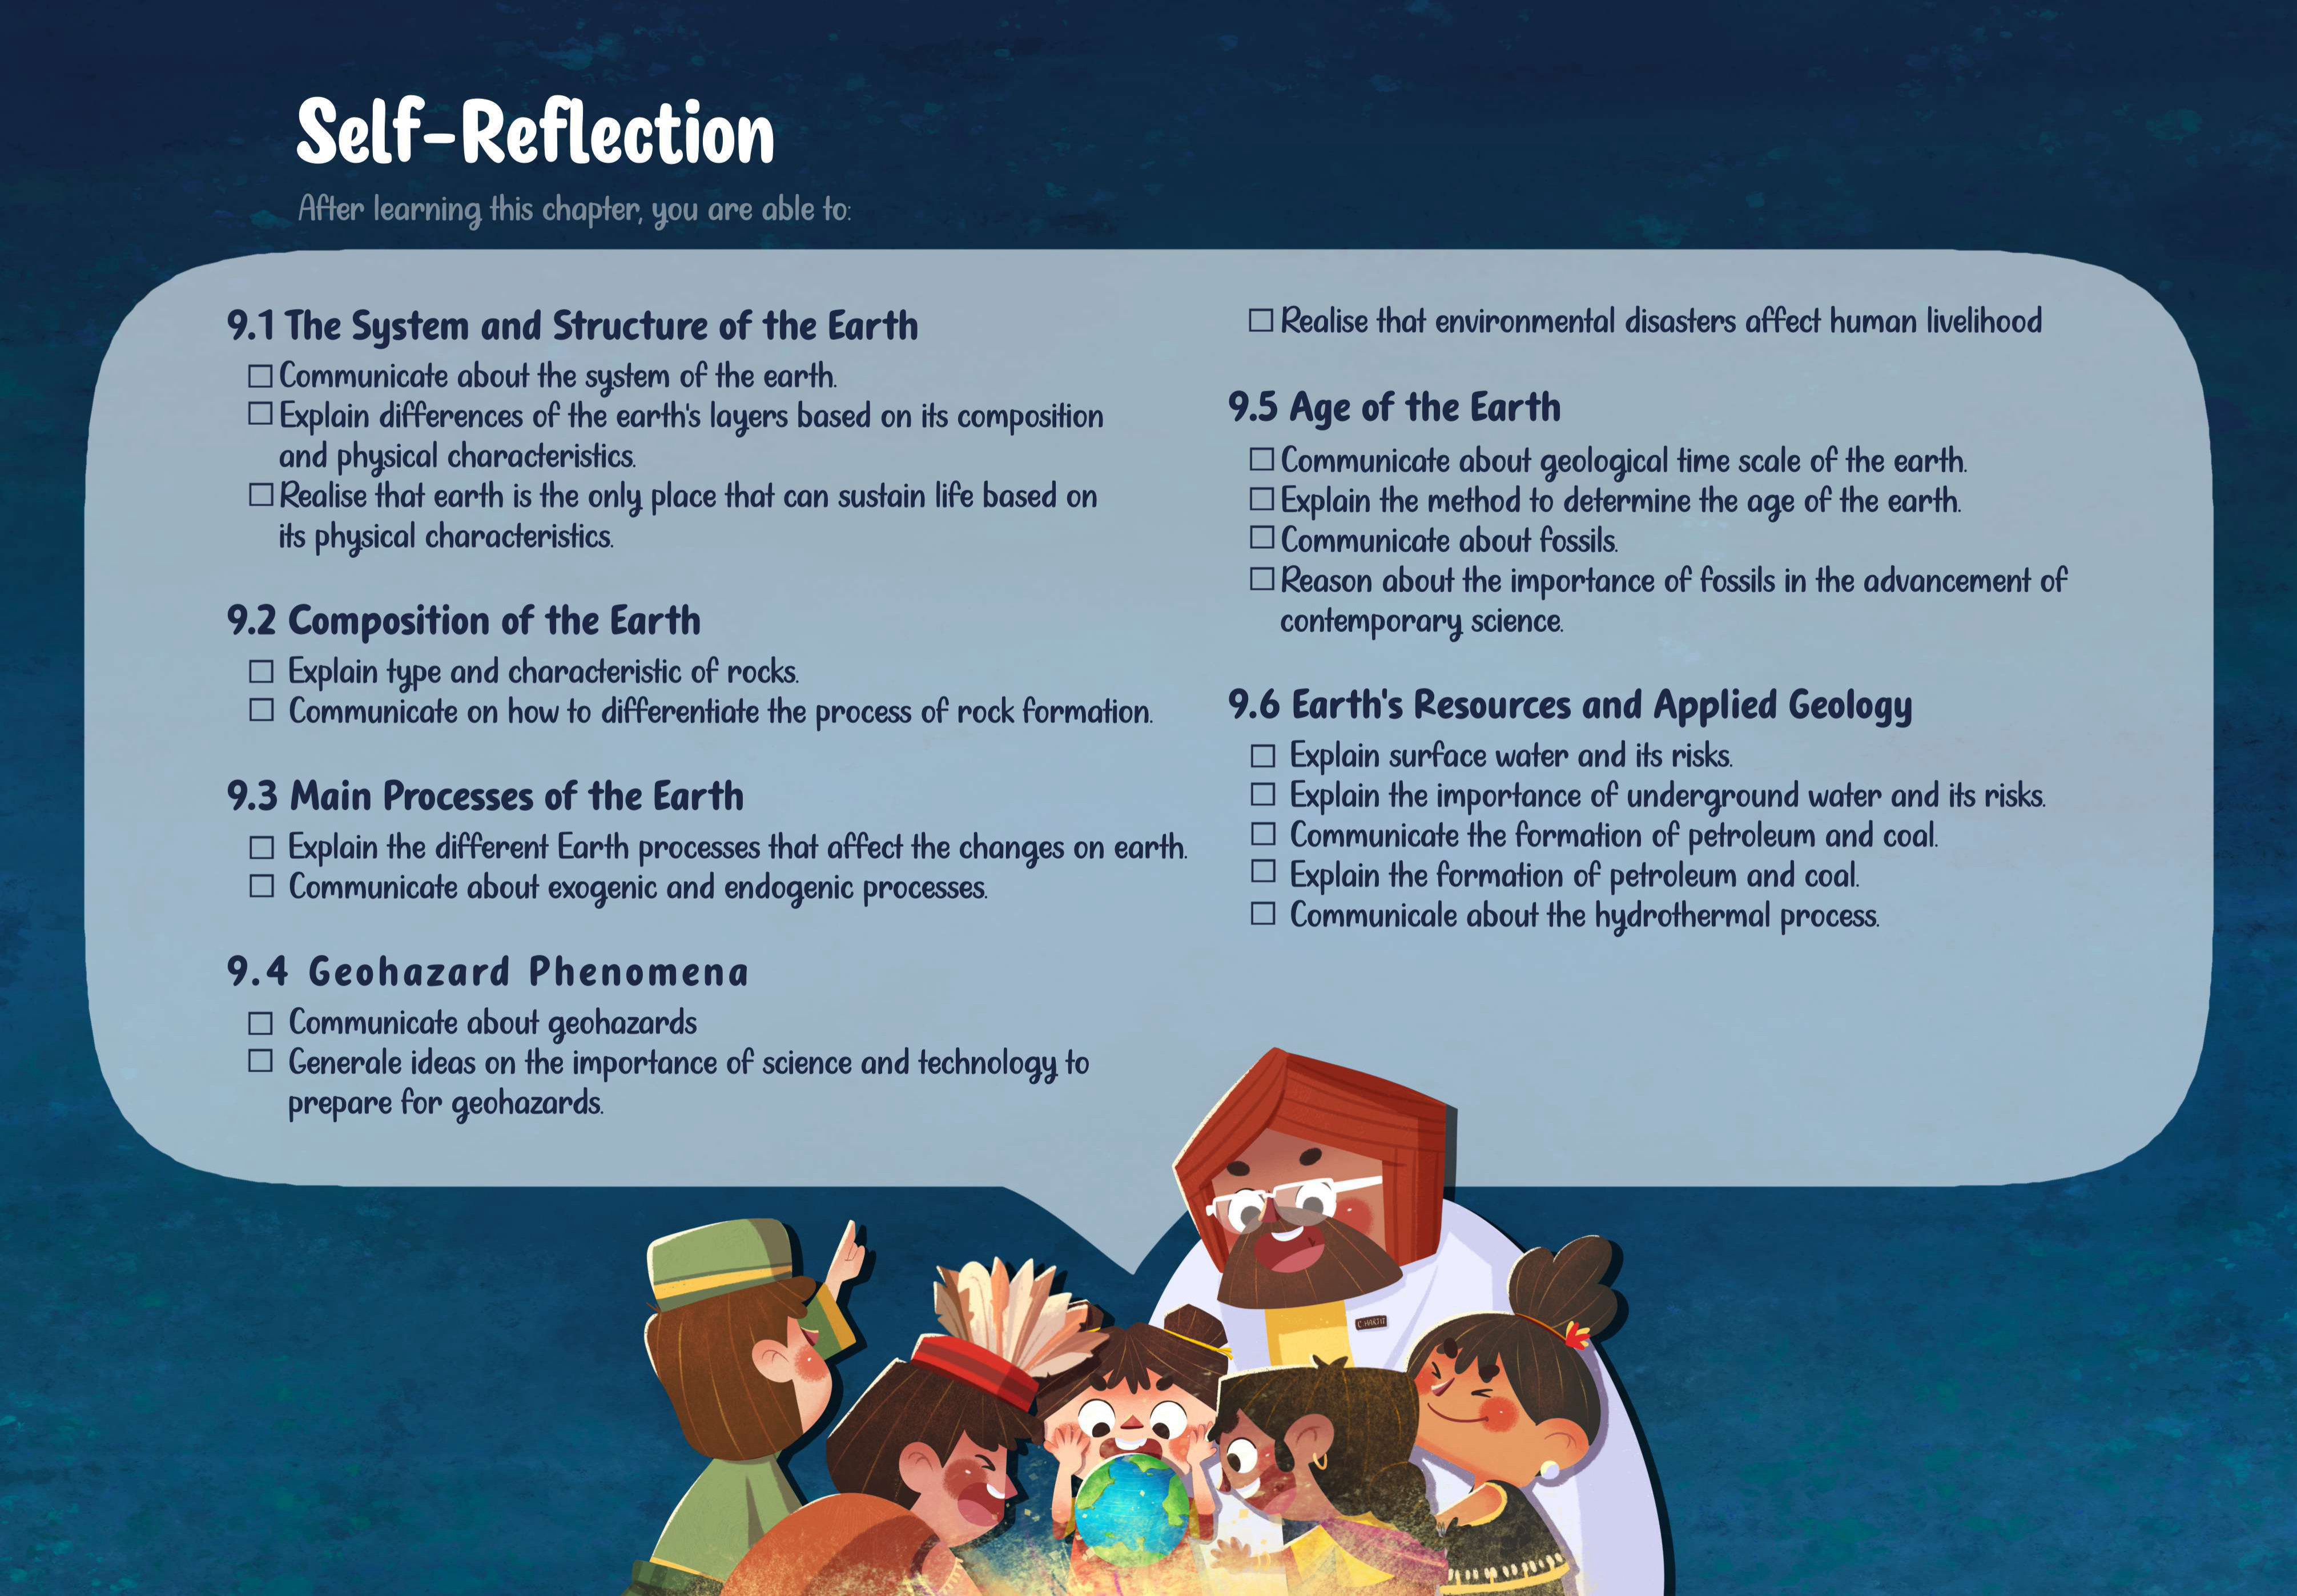 Self-Reflection
After learning this chapter, you are able to:
9.1 The System and Structure of the Earth
☐ Communicate about the system of the earth.
☐ Explain differences of the earth's layers based on its composition
and physical characteristics.
☐ Realise that earth is the only place that can sustain life based on
its physical characteristics.
9.2 Composition of the Earth
☐ Explain type and characteristic of rocks.
☐ Communicate on how to differentiate the process of rock formation.
9.3 Main Processes of the Earth
☐ Explain the different Earth processes that affect the changes on earth.
☐ Communicate about exogenic and endogenic processes.
9.4 Geohazard Phenomena
☐ Communicate about geohazards
☐ Generale ideas on the importance of science and technology to
prepare for geohazards.
☐ Realise that environmental disasters affect human livelihood
9.5 Age of the Earth
☐ Communicate about geological time scale of the earth.
☐ Explain the method to determine the age of the earth.
☐ Communicate about fossils.
☐ Reason about the importance of fossils in the advancement of
contemporary science.
9.6 Earth's Resources and Applied Geology
☐ Explain surface water and its risks.
☐ Explain the importance of underground water and its risks.
☐ Communicate the formation of petroleum and coal.
☐ Explain the formation of petroleum and coal.
☐ Communicale about the hydrothermal process.